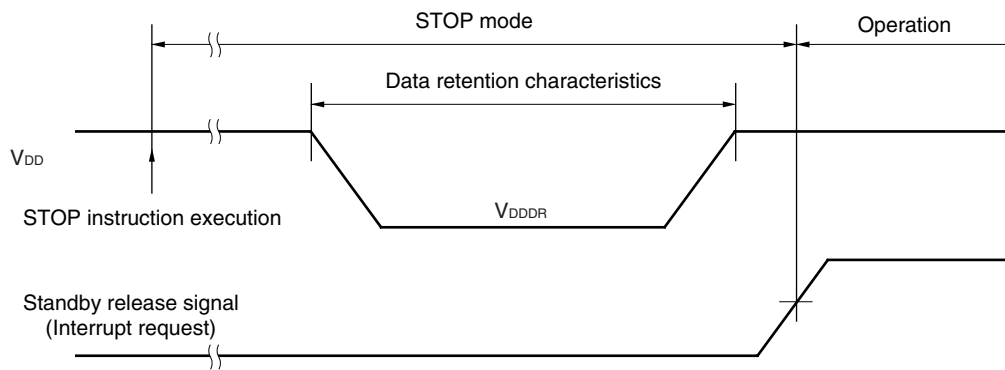 STOP mode
Operation
Data retention characteristics
VDD
STOP instruction execution
VDDDR
Standby release signal
(Interrupt request)